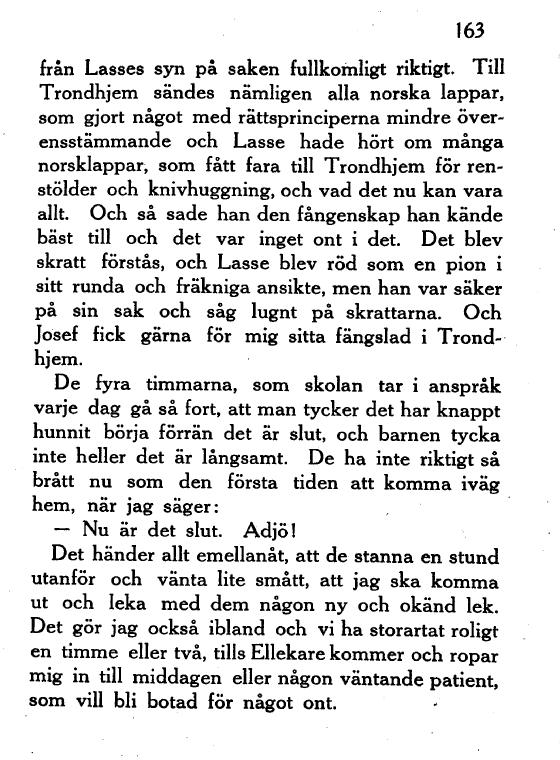 163
från Lasses syn på saken fullkomligt riktigt. Till
Trondhjem sändes nämligen alla norska lappar,
som gjort något med rättsprinciperna mindre över-
ensstämmande och Lasse hade hört om många
norsklappar, som fått fara till Trondhjem för ren-
stölder och knivhuggning, och vad det nu kan vara
allt. Och så sade han den fångenskap han kände
bäst till och det var inget ont i det. Det blev
skratt förstås, och Lasse blev röd som en pion i
sitt runda och fräkniga ansikte, men han var säker
på sin sak och såg lugnt på skrattarna. Och
Josef fick gärna för mig sitta fängslad i Trond-
hjem.
De fyra timmarna, som skolan tar i anspråk
varje dag gå så fort, att man tycker det har knappt
hunnit börja förrän det är slut, och barnen tycka
inte heller det är långsamt. De ha inte riktigt så
brått nu som den första tiden att komma iväg
hem, när jag säger:
— Nu är det slut. Adjö!
Det händer allt emellanåt, att de stanna en stund
utanför och vänta lite smått, att jag ska komma
ut och leka med dem någon ny och okänd lek.
Det gör jag också ibland och vi ha storartat roligt
en timme eller två, tills Ellekare kommer och ropar
mig in till middagen eller någon väntande patient,
som vill bli botad för något ont.